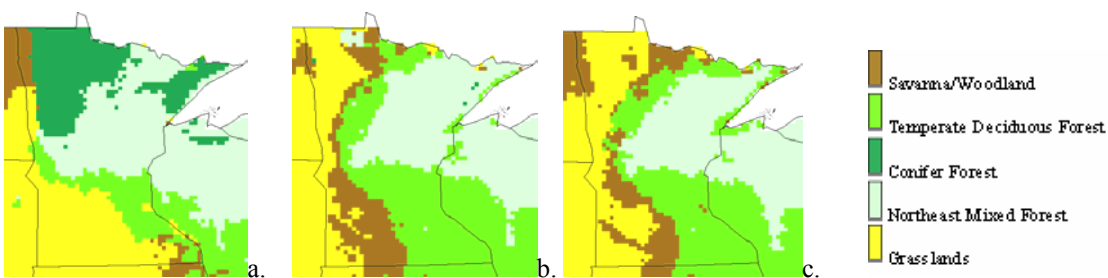 Savanna/Woodland
Temperate Deciduous Forest
Conifer Forest
Northeast Mixed Forest
Grasslands
a.
b.
c.